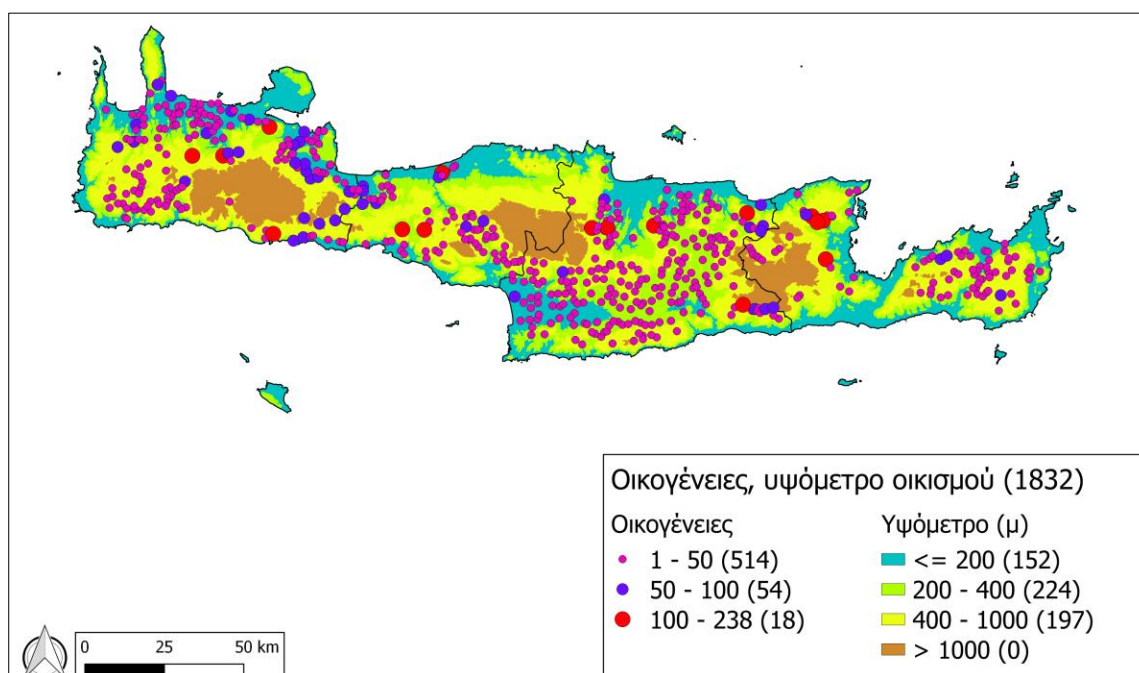 Οικογένειες, υψόμετρο οικισμού (1832)
Οικογένειες
1 - 50 (514)
50 - 100 (54)
100 - 238 (18)
Υψόμετρο (μ)
<= 200 (152)
200 - 400 (224)
400 - 1000 (197)
> 1000 (0)
0 25 50 km